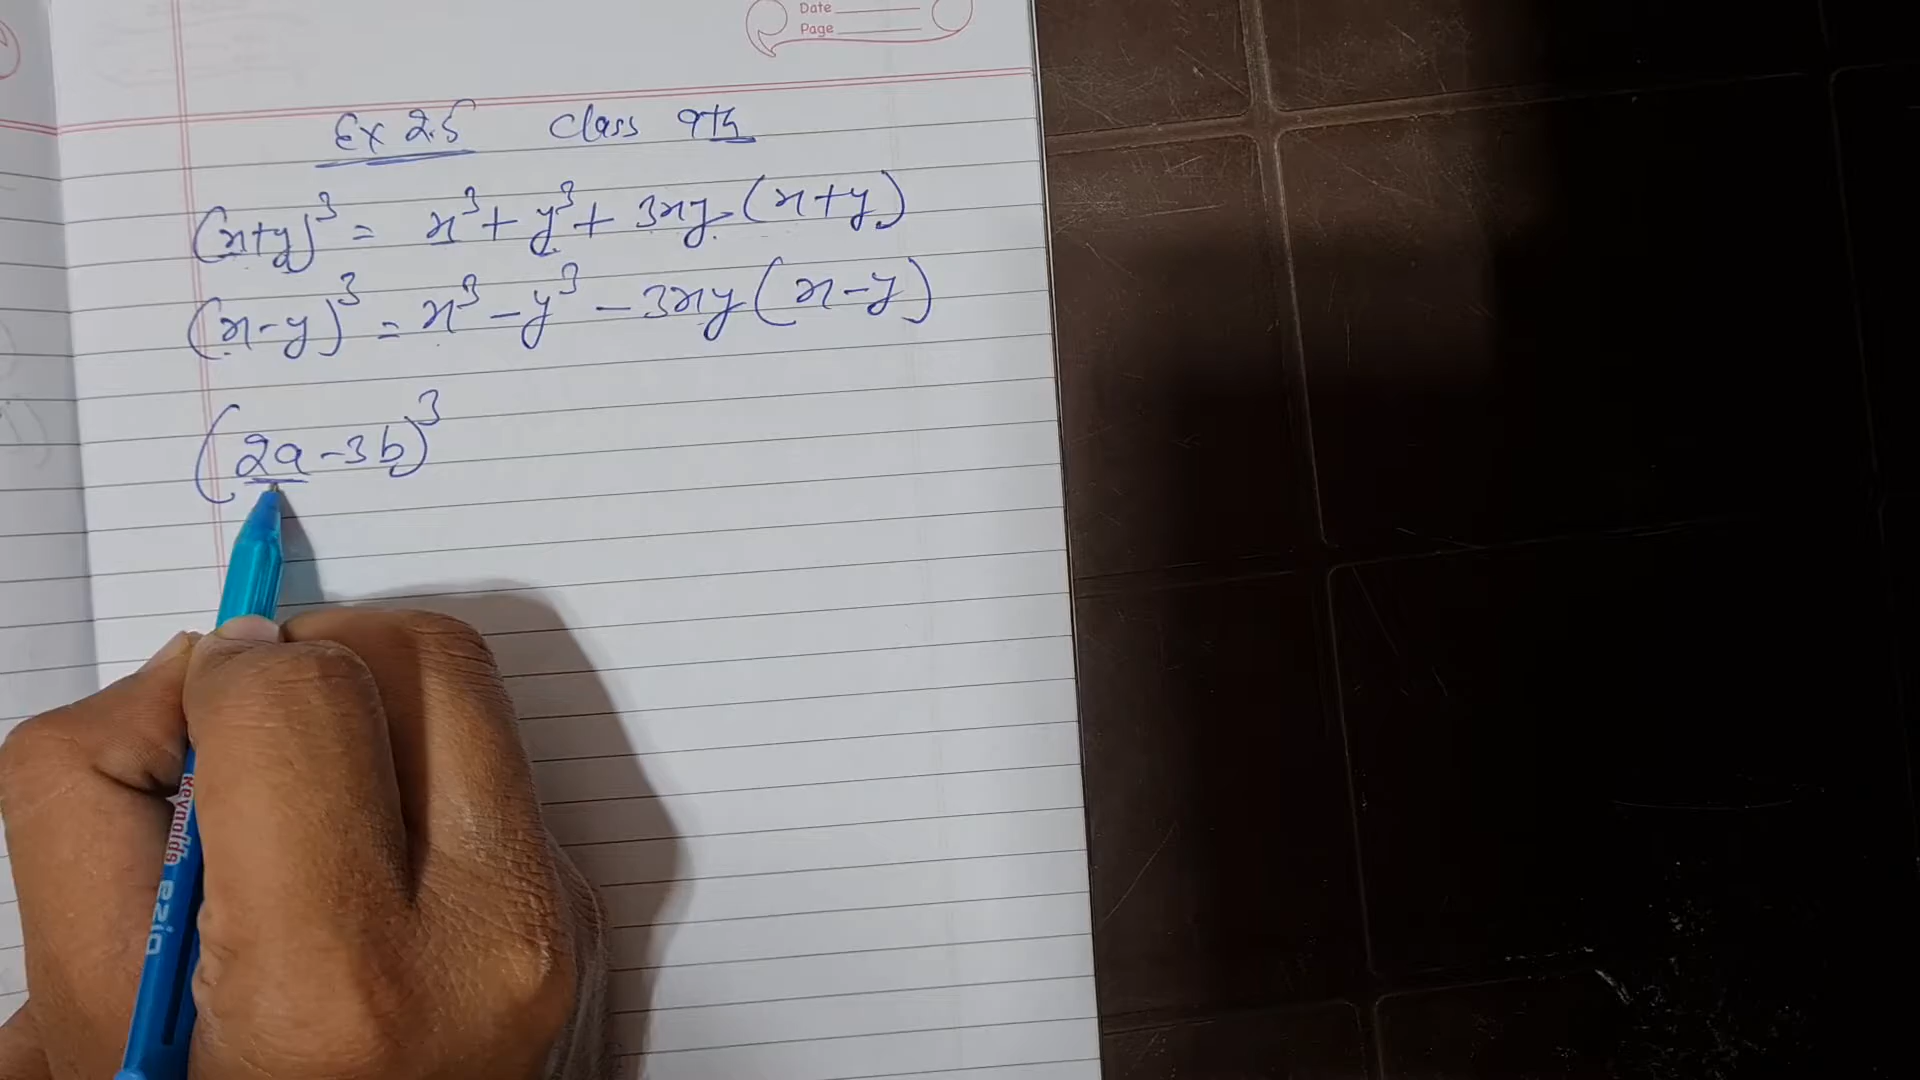 Date
Page
Ex 2.5 Class 9th
(x+y)³ = x³ + y³ + 3xy (x+y)
(x-y)³ = x³ - y³ - 3xy (x-y)
(2a-3b)³
Reynolds